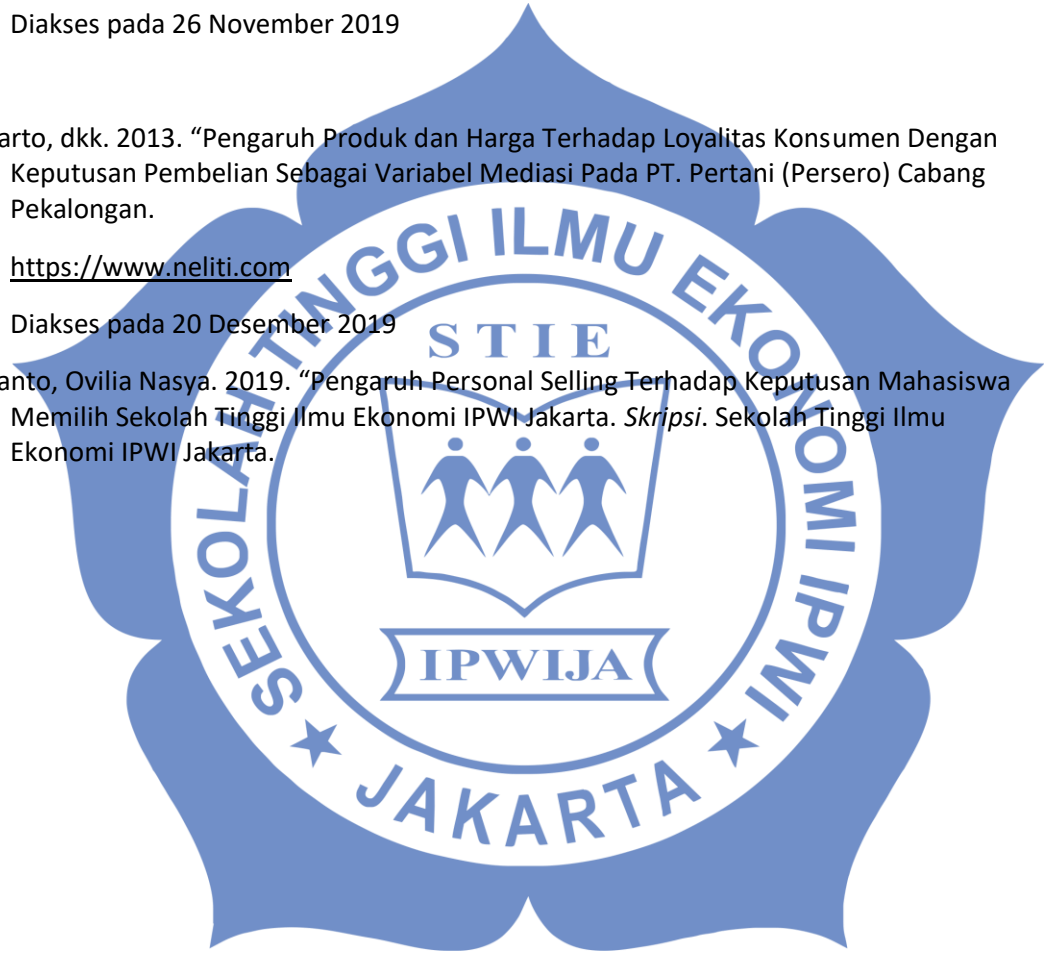 Diakses pada 26 November 2019
arto, dkk. 2013. “Pengaruh Produk dan Harga Terhadap Loyalitas Konsumen Dengan
Keputusan Pembelian Sebagai Variabel Mediasi Pada PT. Pertani (Persero) Cabang
Pekalongan.
https://www.neliti.com
Diakses pada 20 Desember 2019
anto, Ovilia Nasya. 2019. “Pengaruh Personal Selling Terhadap Keputusan Mahasiswa
Memilih Sekolah Tinggi Ilmu Ekonomi IPWI Jakarta. Skripsi. Sekolah Tinggi Ilmu
Ekonomi IPWI Jakarta.
SEKOLAH TINGGI ILMU EKONOMI IPWI
STIE
IPWIJA
★ JAKARTA ★